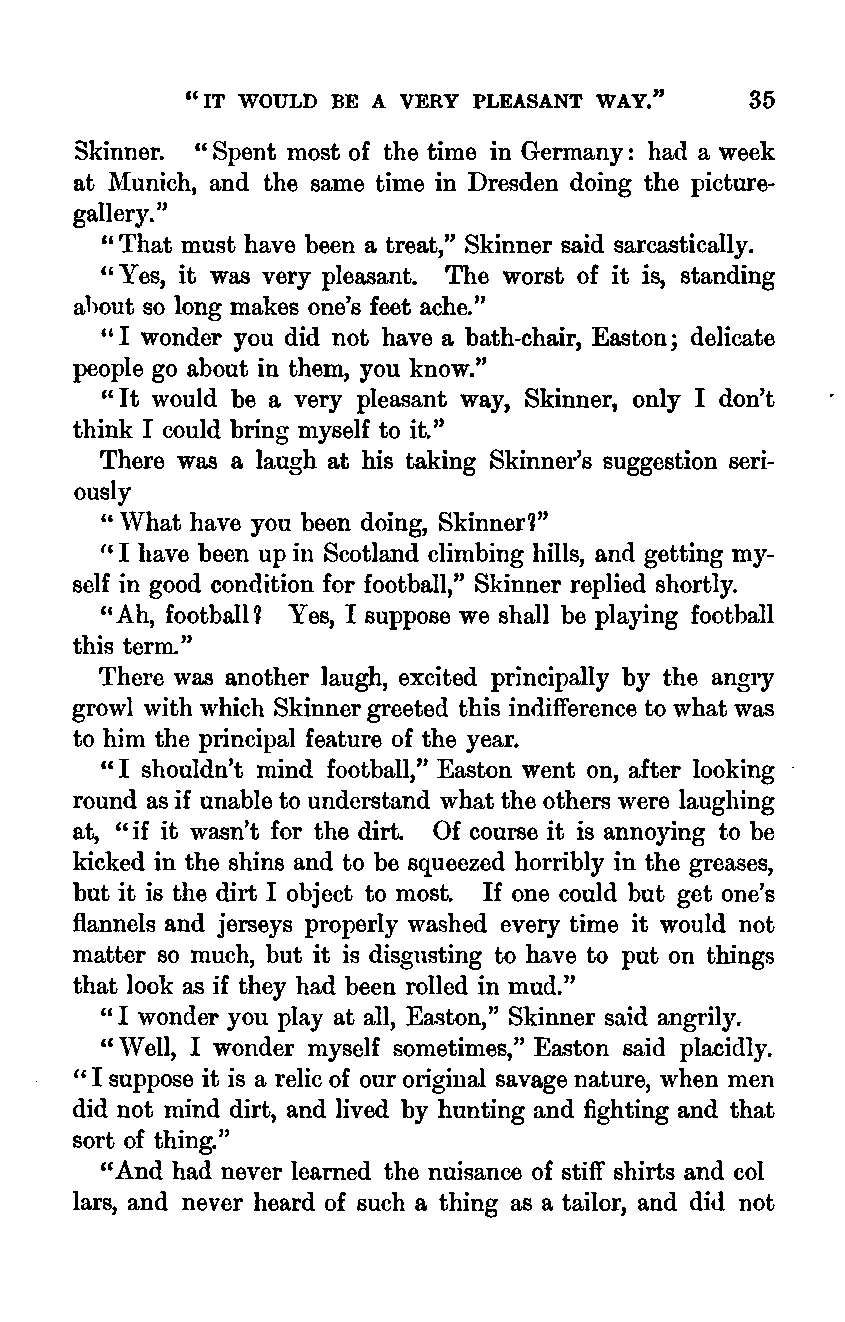 “IT WOULD BE A VERY PLEASANT WAY.” 35
Skinner. “Spent most of the time in Germany: had a week
at Munich, and the same time in Dresden doing the picture-
gallery.”
“That must have been a treat,” Skinner said sarcastically.
“Yes, it was very pleasant. The worst of it is, standing
about so long makes one’s feet ache.”
“I wonder you did not have a bath-chair, Easton; delicate
people go about in them, you know.”
“It would be a very pleasant way, Skinner, only I don’t
think I could bring myself to it.”
There was a laugh at his taking Skinner’s suggestion seri-
ously
“What have you been doing, Skinner?”
“I have been up in Scotland climbing hills, and getting my-
self in good condition for football,” Skinner replied shortly.
“Ah, football? Yes, I suppose we shall be playing football
this term.”
There was another laugh, excited principally by the angry
growl with which Skinner greeted this indifference to what was
to him the principal feature of the year.
“I shouldn’t mind football,” Easton went on, after looking
round as if unable to understand what the others were laughing
at, “if it wasn’t for the dirt. Of course it is annoying to be
kicked in the shins and to be squeezed horribly in the greases,
but it is the dirt I object to most. If one could but get one’s
flannels and jerseys properly washed every time it would not
matter so much, but it is disgusting to have to put on things
that look as if they had been rolled in mud.”
“I wonder you play at all, Easton,” Skinner said angrily.
“Well, I wonder myself sometimes,” Easton said placidly.
“I suppose it is a relic of our original savage nature, when men
did not mind dirt, and lived by hunting and fighting and that
sort of thing.”
“And had never learned the nuisance of stiff shirts and col
lars, and never heard of such a thing as a tailor, and did not